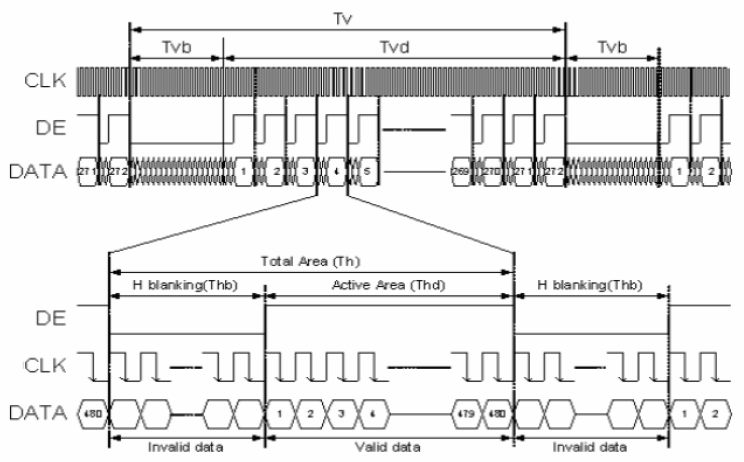 Tv
Tvb Tvd Tvb
CLK
DE
DATA 271 272 1 2 3 4 5 269 270 271 272 1 2
Total Area (Th)
H blanking(Thb) Active Area (Thd) H blanking(Thb)
DE
CLK
DATA 480 1 2 3 4 479 480 1 2
Invalid data Valid data Invalid data